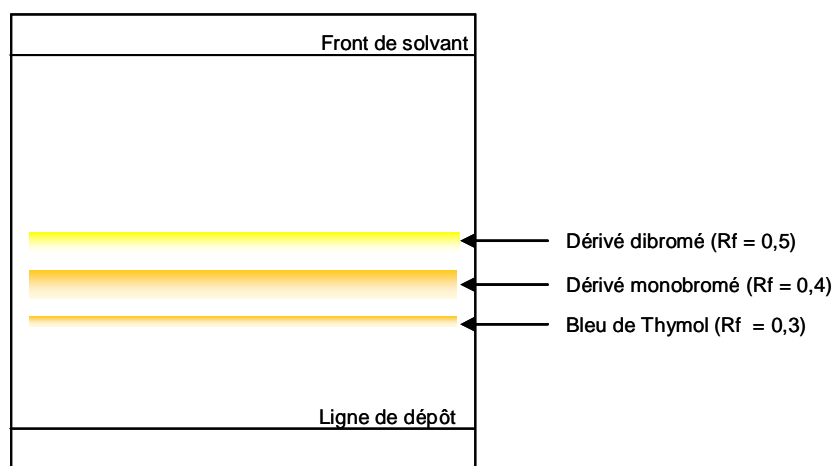 Front de solvant
Dérivé dibromé (Rf = 0,5)
Dérivé monobromé (Rf = 0,4)
Bleu de Thymol (Rf = 0,3)
Ligne de dépôt